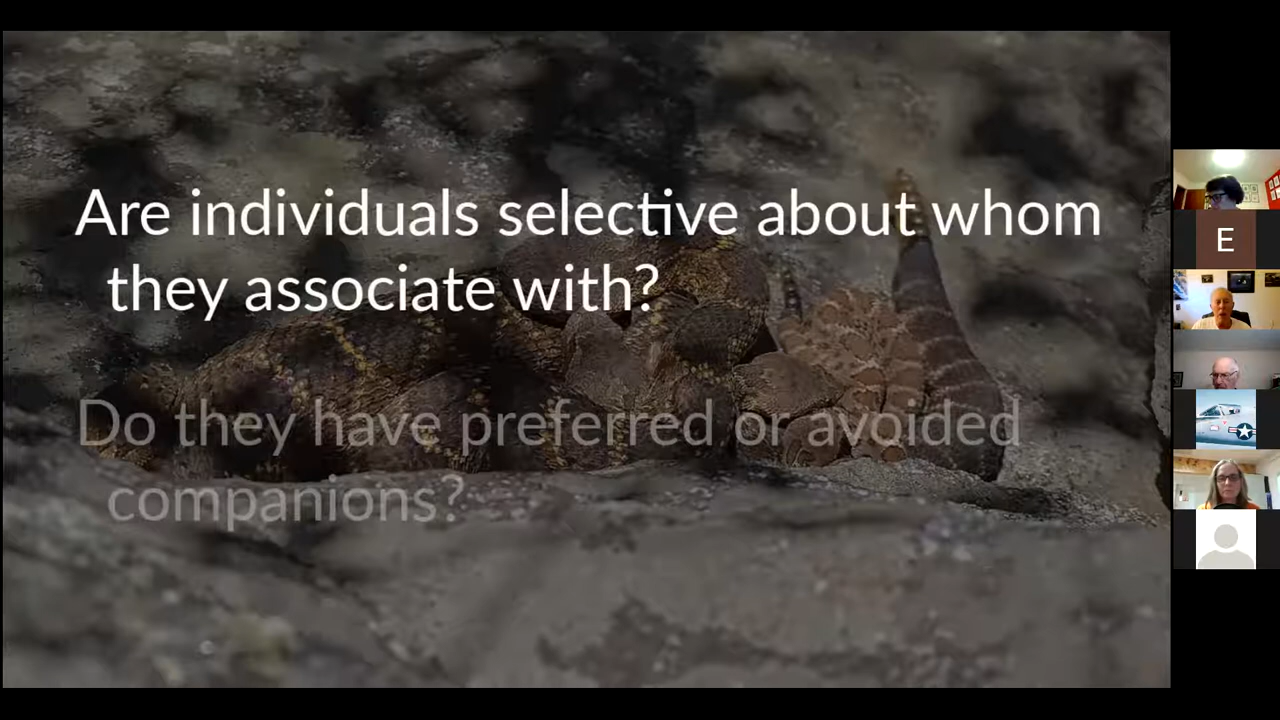 Are individuals selective about whom
they associate with?
Do they have preferred or avoided
companions?
E